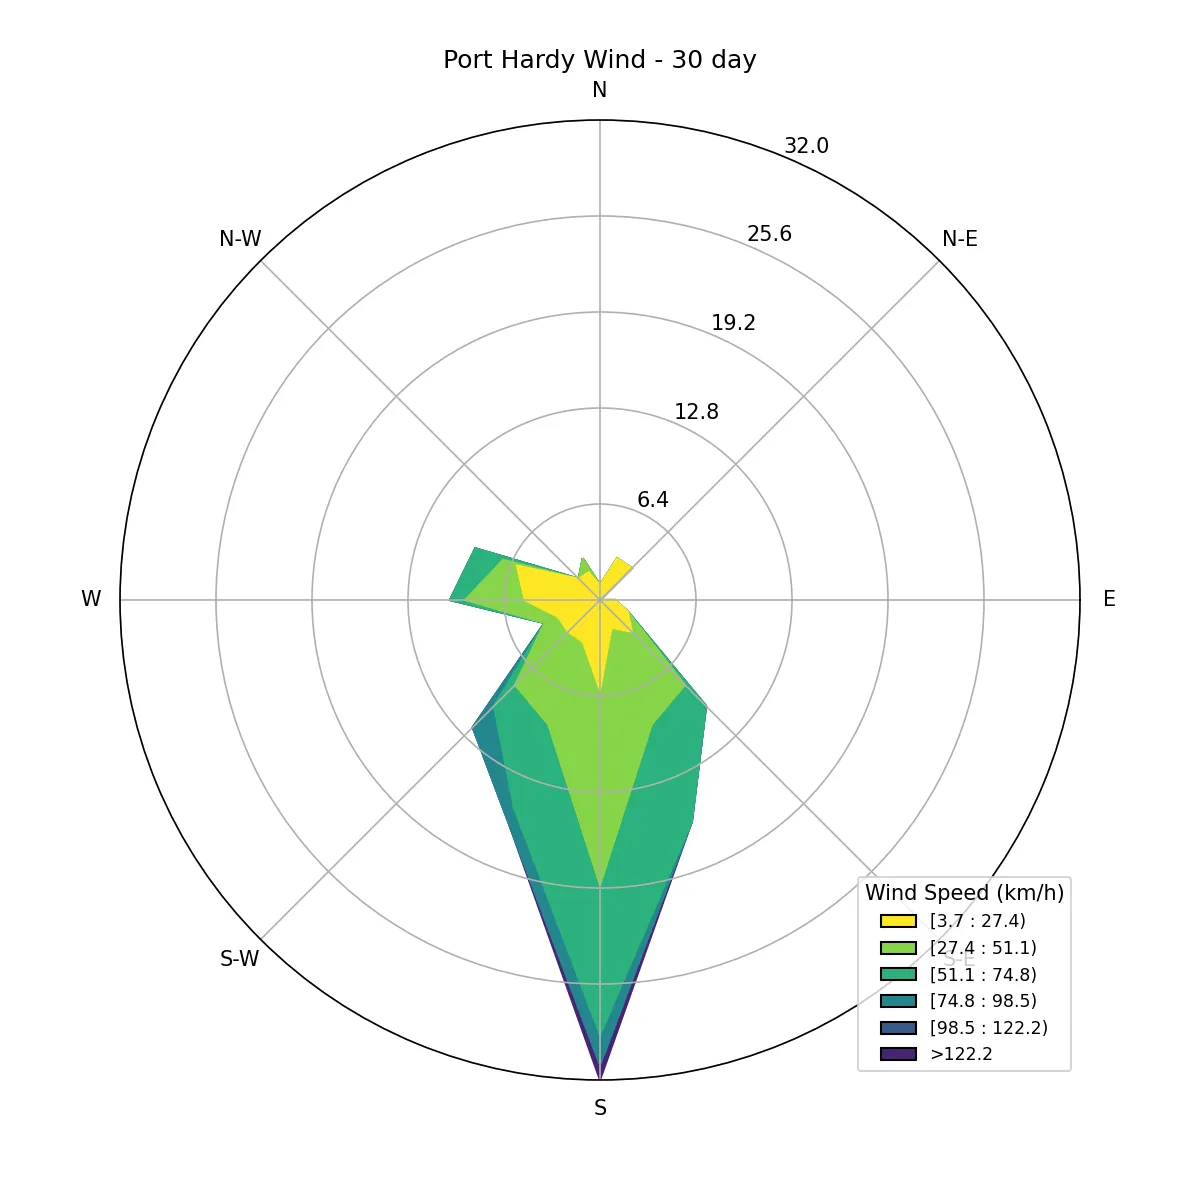 Port Hardy Wind - 30 day
N
32.0
N-W
25.6
N-E
19.2
12.8
6.4
W
E
Wind Speed (km/h)
[3.7 : 27.4)
[27.4 : 51.1)
S-W
S-E
[51.1 : 74.8)
[74.8 : 98.5)
[98.5 : 122.2)
>122.2
S